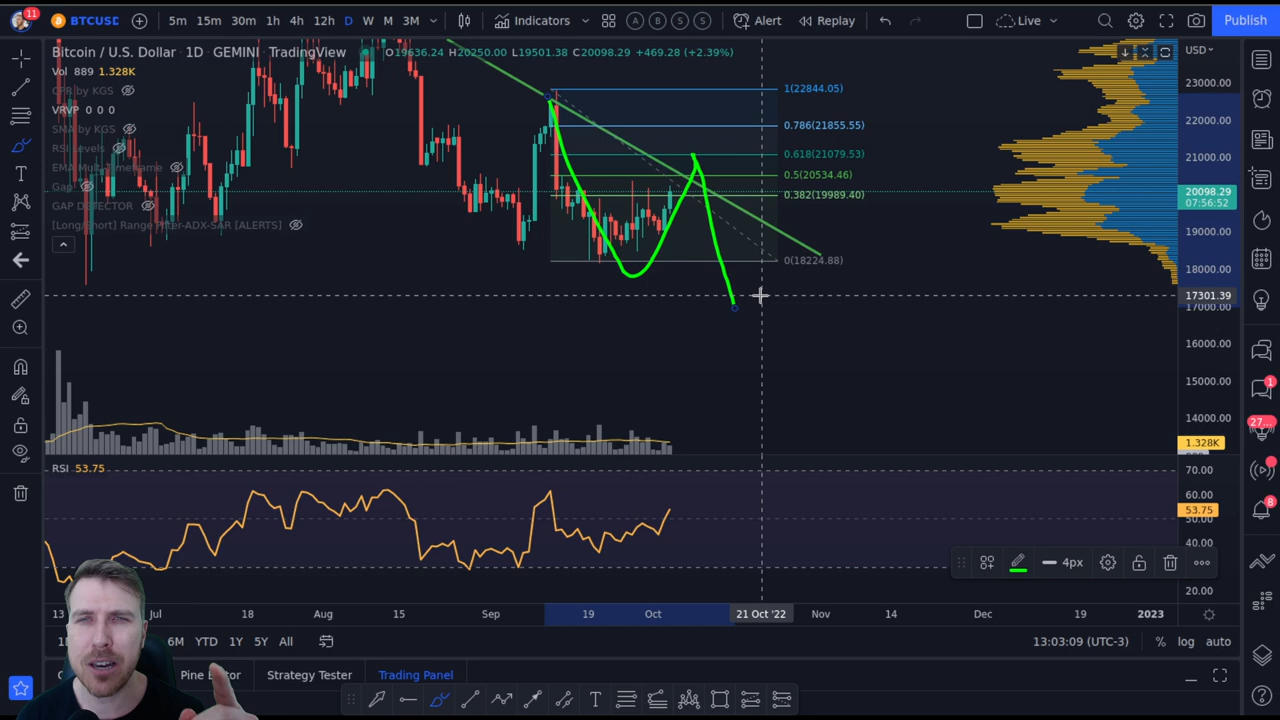 11 BTCUSD 5m 15m 30m 1h 4h 12h D W M 3M Indicators A B S S Alert Replay Live Publish
Bitcoin / U.S. Dollar · 1D · GEMINI · TradingView O19636.24 H20250.00 L19501.38 C20098.29 +469.28 (+2.39%) USD
Vol 889 1.328K
CPR by KGS
VRVP 0 0 0
SMA by KGS
RSI Levels
EMA Multi Timeframe
Gap
GAP DETECTOR
[Long/Short] Range Filter-ADX-SAR [ALERTS]
1(22844.05)
0.786(21855.55)
0.618(21079.53)
0.5(20534.46)
0.382(19989.40)
0(18224.88)
23000.00
22000.00
21000.00
20098.29
07:56:52
19000.00
18000.00
17301.39
17000.00
16000.00
15000.00
14000.00
1.328K
1
27...
8
RSI 53.75
70.00
60.00
53.75
50.00
40.00
20.00
4px
13 Jul 18 Aug 15 Sep 19 Oct 21 Oct '22 Nov 14 Dec 19 2023
6M YTD 1Y 5Y All 13:03:09 (UTC-3) % log auto
Strategy Tester Trading Panel
T